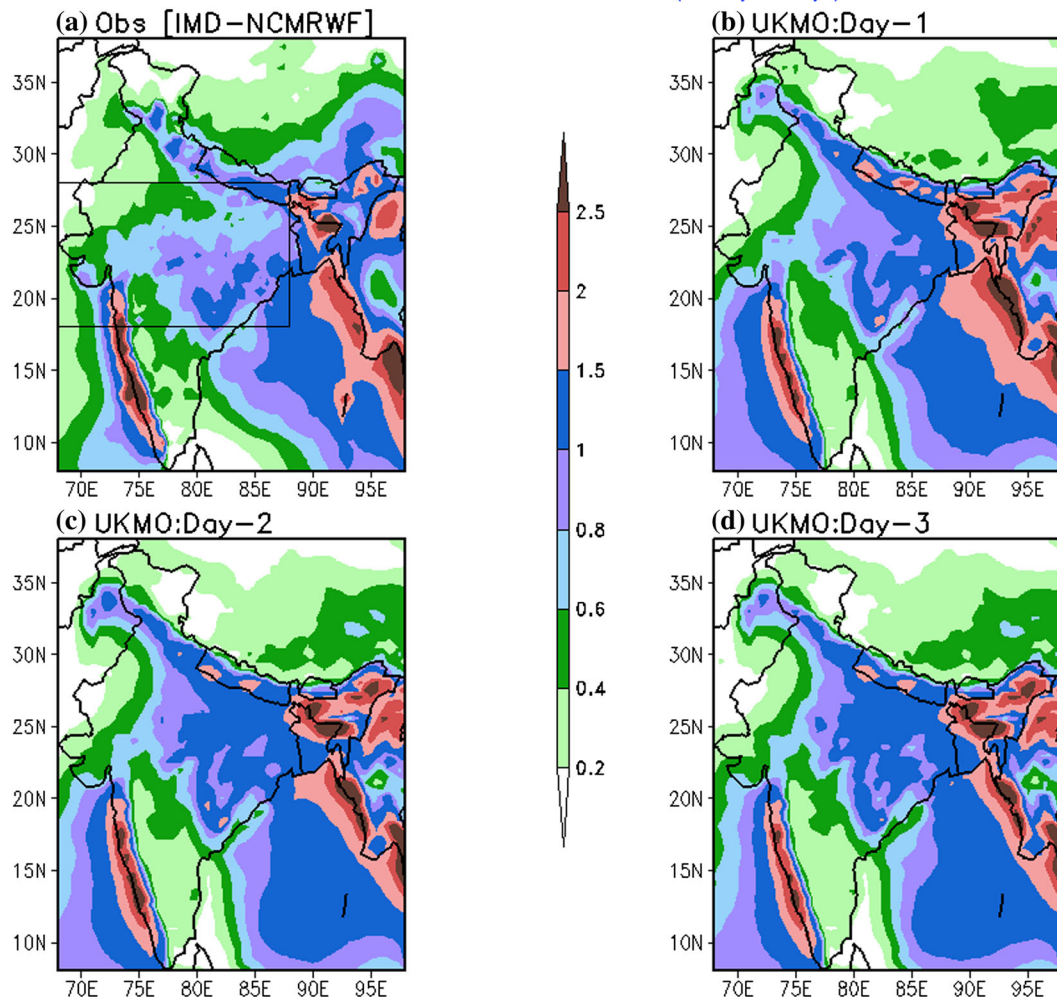 (a) Obs [IMD-NCMRWF]
35N
30N
25N
20N
15N
10N
70E 75E 80E 85E 90E 95E
(b) UKMO:Day-1
35N
30N
25N
20N
15N
10N
70E 75E 80E 85E 90E 95E
2.5
2
1.5
1
0.8
0.6
0.4
0.2
(c) UKMO:Day-2
35N
30N
25N
20N
15N
10N
70E 75E 80E 85E 90E 95E
(d) UKMO:Day-3
35N
30N
25N
20N
15N
10N
70E 75E 80E 85E 90E 95E